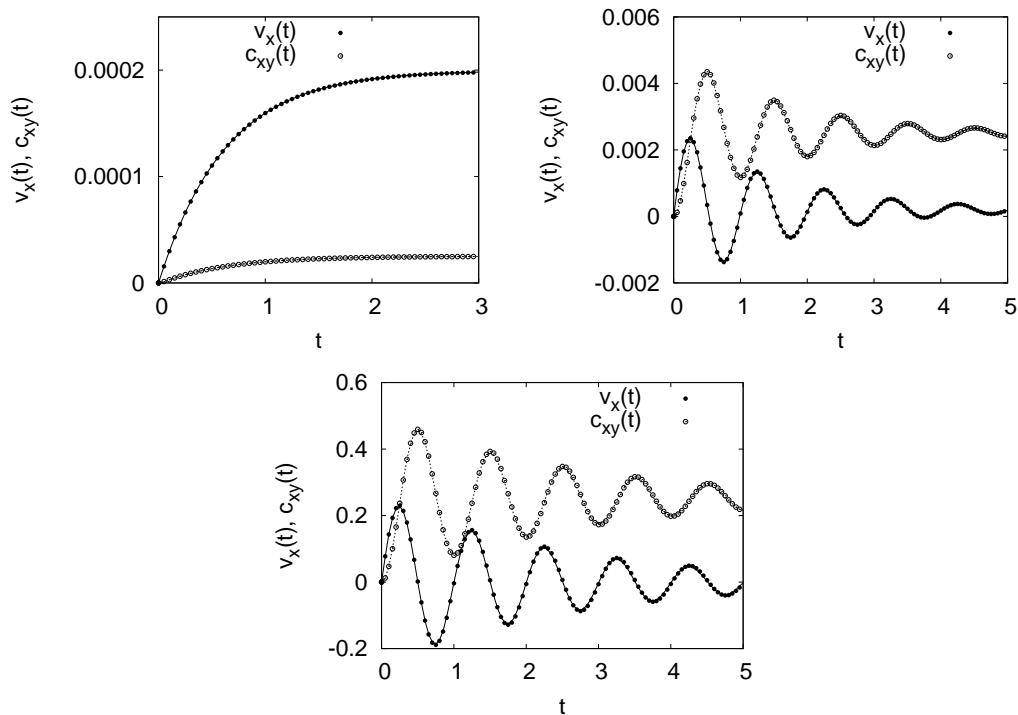 v_x(t)
c_xy(t)
0.0002
0.0001
0
0 1 2 3
t
v_x(t), c_xy(t)
v_x(t)
c_xy(t)
0.006
0.004
0.002
0
-0.002
0 1 2 3 4 5
t
v_x(t), c_xy(t)
v_x(t)
c_xy(t)
0.6
0.4
0.2
0
-0.2
0 1 2 3 4 5
t
v_x(t), c_xy(t)